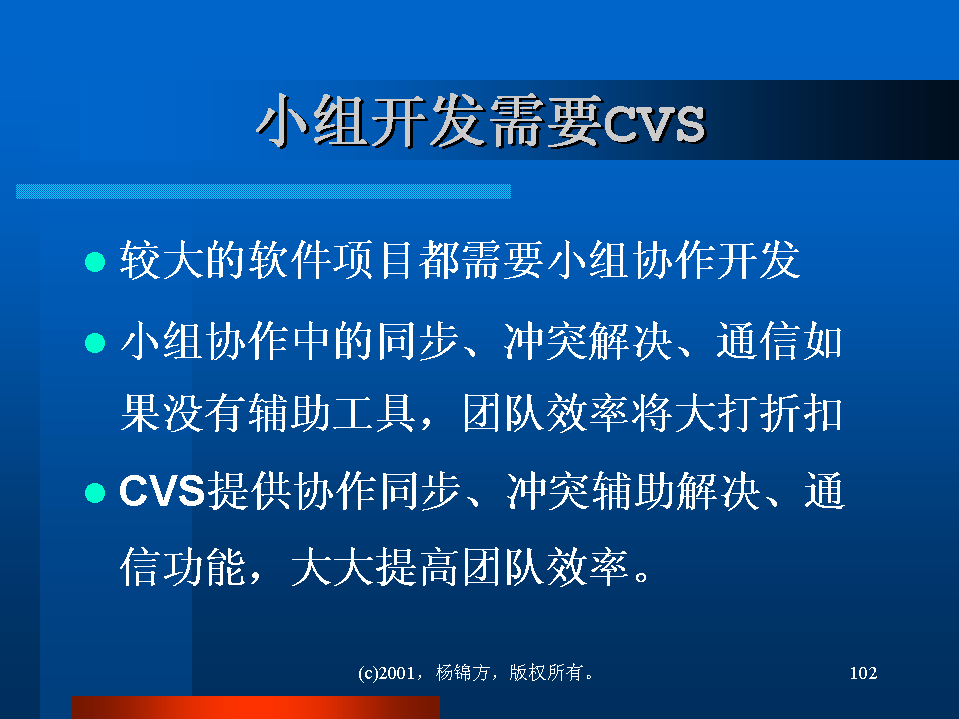 小组开发需要CVS
较大的软件项目都需要小组协作开发
小组协作中的同步、冲突解决、通信如
果没有辅助工具，团队效率将大打折扣
CVS提供协作同步、冲突辅助解决、通
信功能，大大提高团队效率。
(c)2001，杨锦方，版权所有。
102